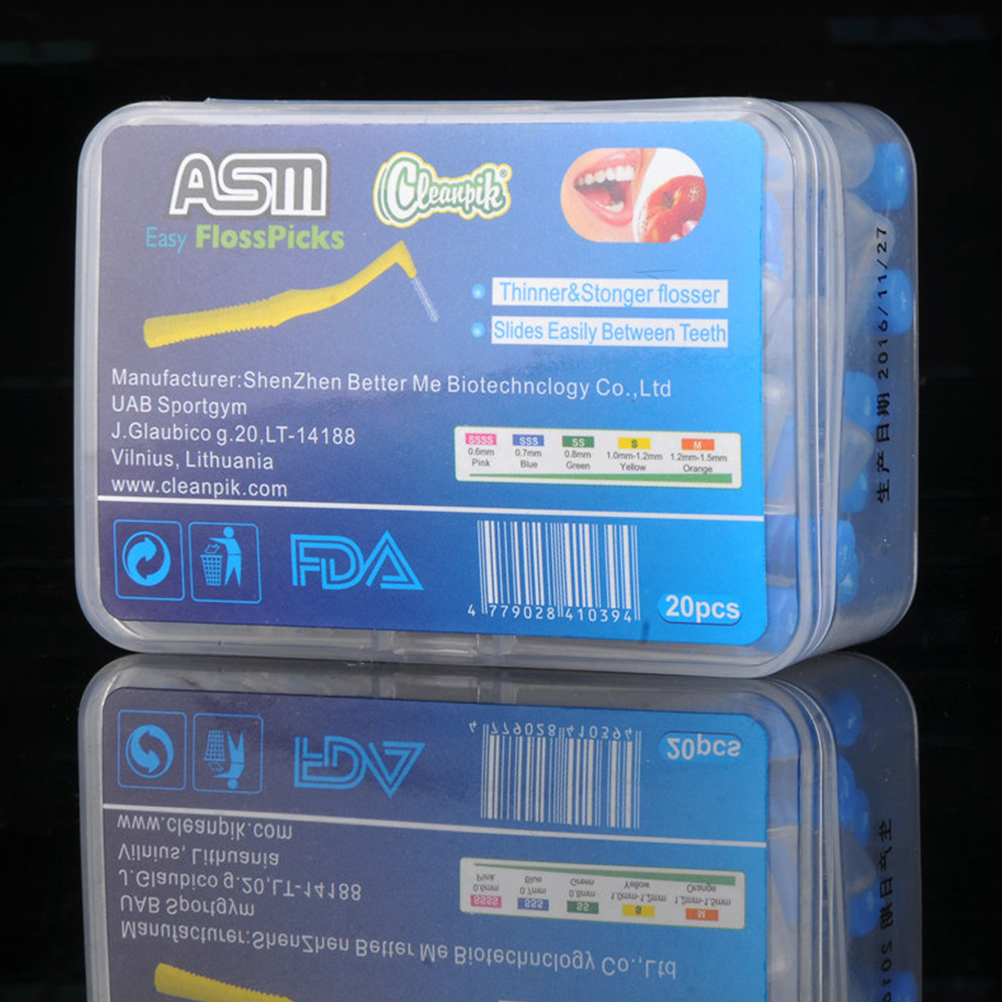 ASM
Easy FlossPicks
Cleanpik®
Thinner&Stonger flosser
Slides Easily Between Teeth
Manufacturer:ShenZhen Better Me Biotechnclogy Co.,Ltd
UAB Sportgym
J.Glaubico g.20,LT-14188
Vilnius, Lithuania
www.cleanpik.com
SSSS SSS SS S M
0.6mm 0.7mm 0.8mm 1.0mm-1.2mm 1.2mm-1.5mm
Pink Blue Green Yellow Orange
FDA
4 779028 410394
20pcs
生产日期 2016/11/27